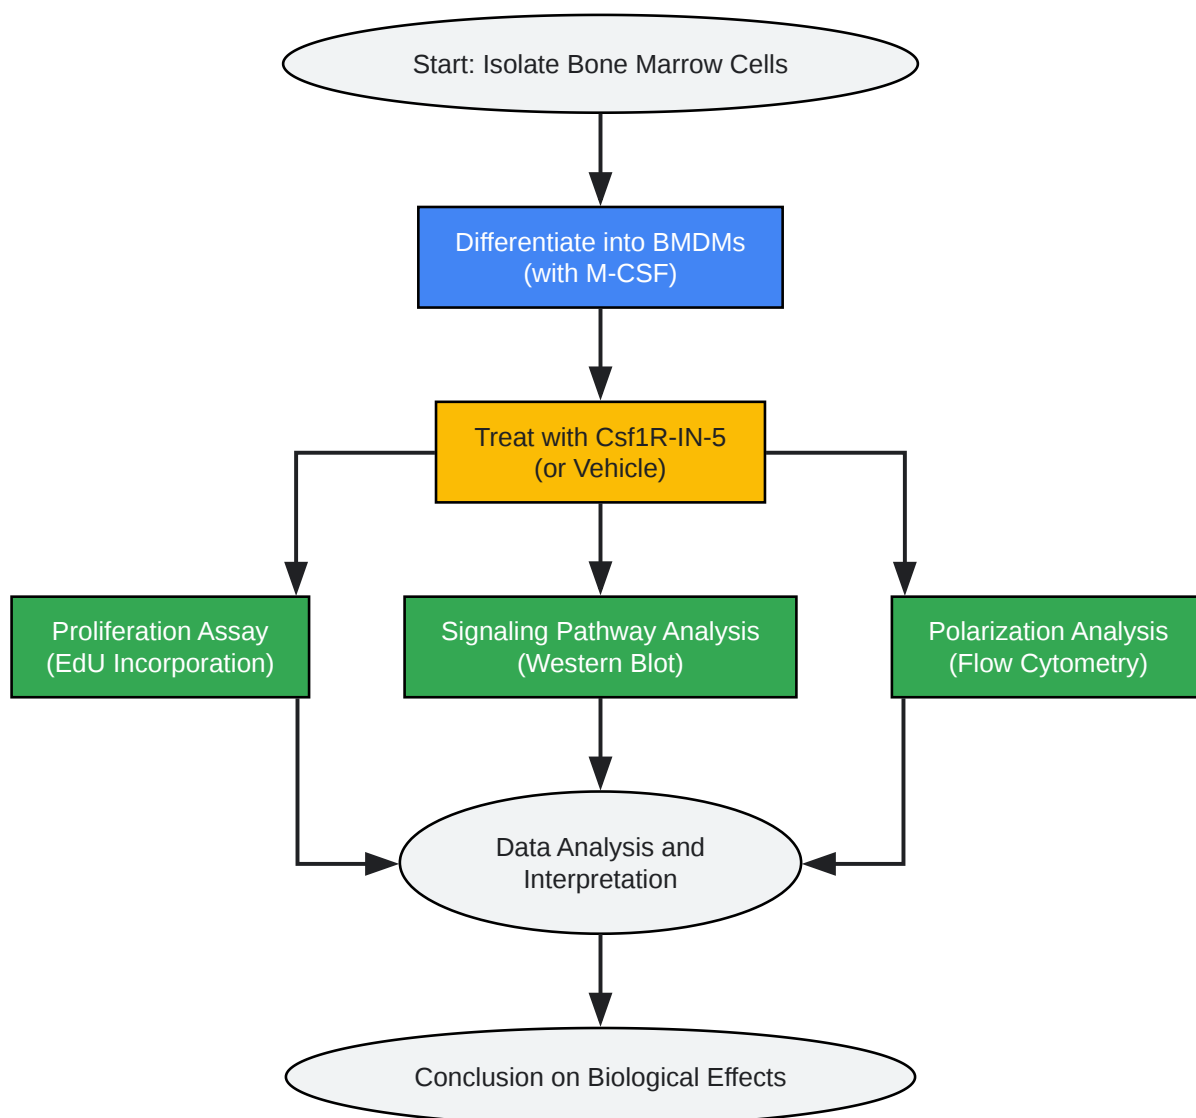 Start: Isolate Bone Marrow Cells
Differentiate into BMDMs
(with M-CSF)
Treat with Csf1R-IN-5
(or Vehicle)
Proliferation Assay
(EdU Incorporation)
Signaling Pathway Analysis
(Western Blot)
Polarization Analysis
(Flow Cytometry)
Data Analysis and
Interpretation
Conclusion on Biological Effects